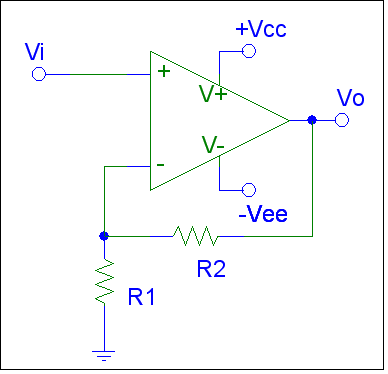 +Vcc
Vi
+
V+
Vo
V-
-
-Vee
R2
R1